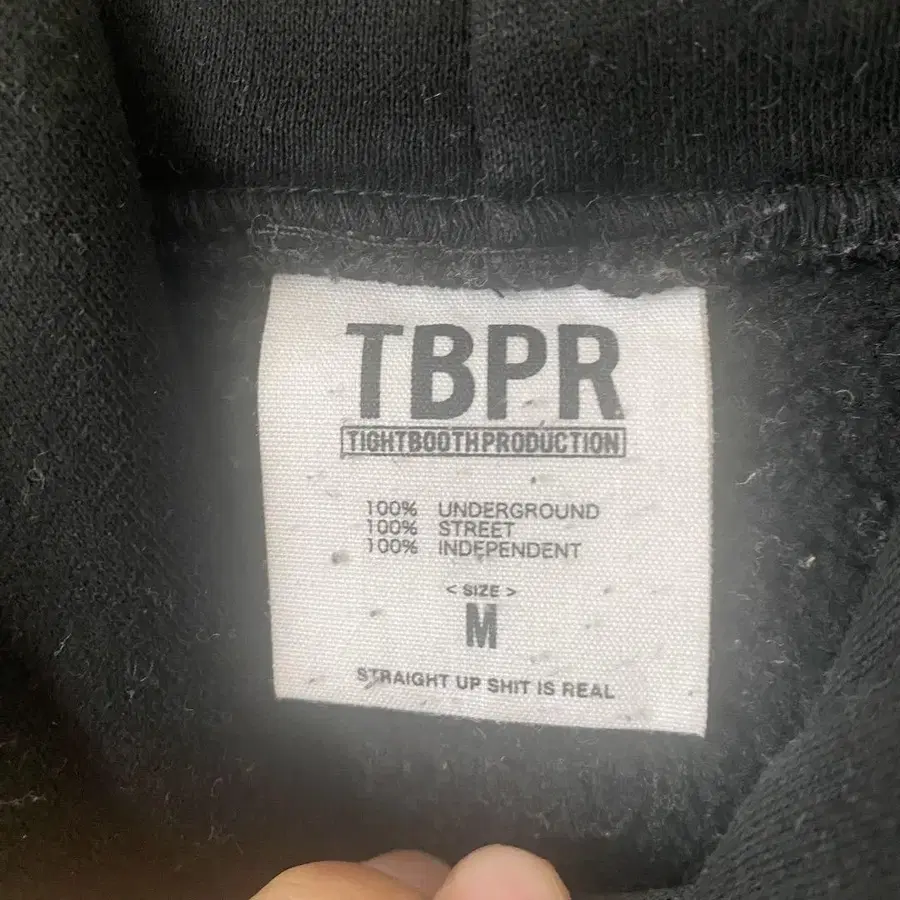 TBPR
TIGHTBOOTHPRODUCTION
100% UNDERGROUND
100% STREET
100% INDEPENDENT
< SIZE >
M
STRAIGHT UP SHIT IS REAL